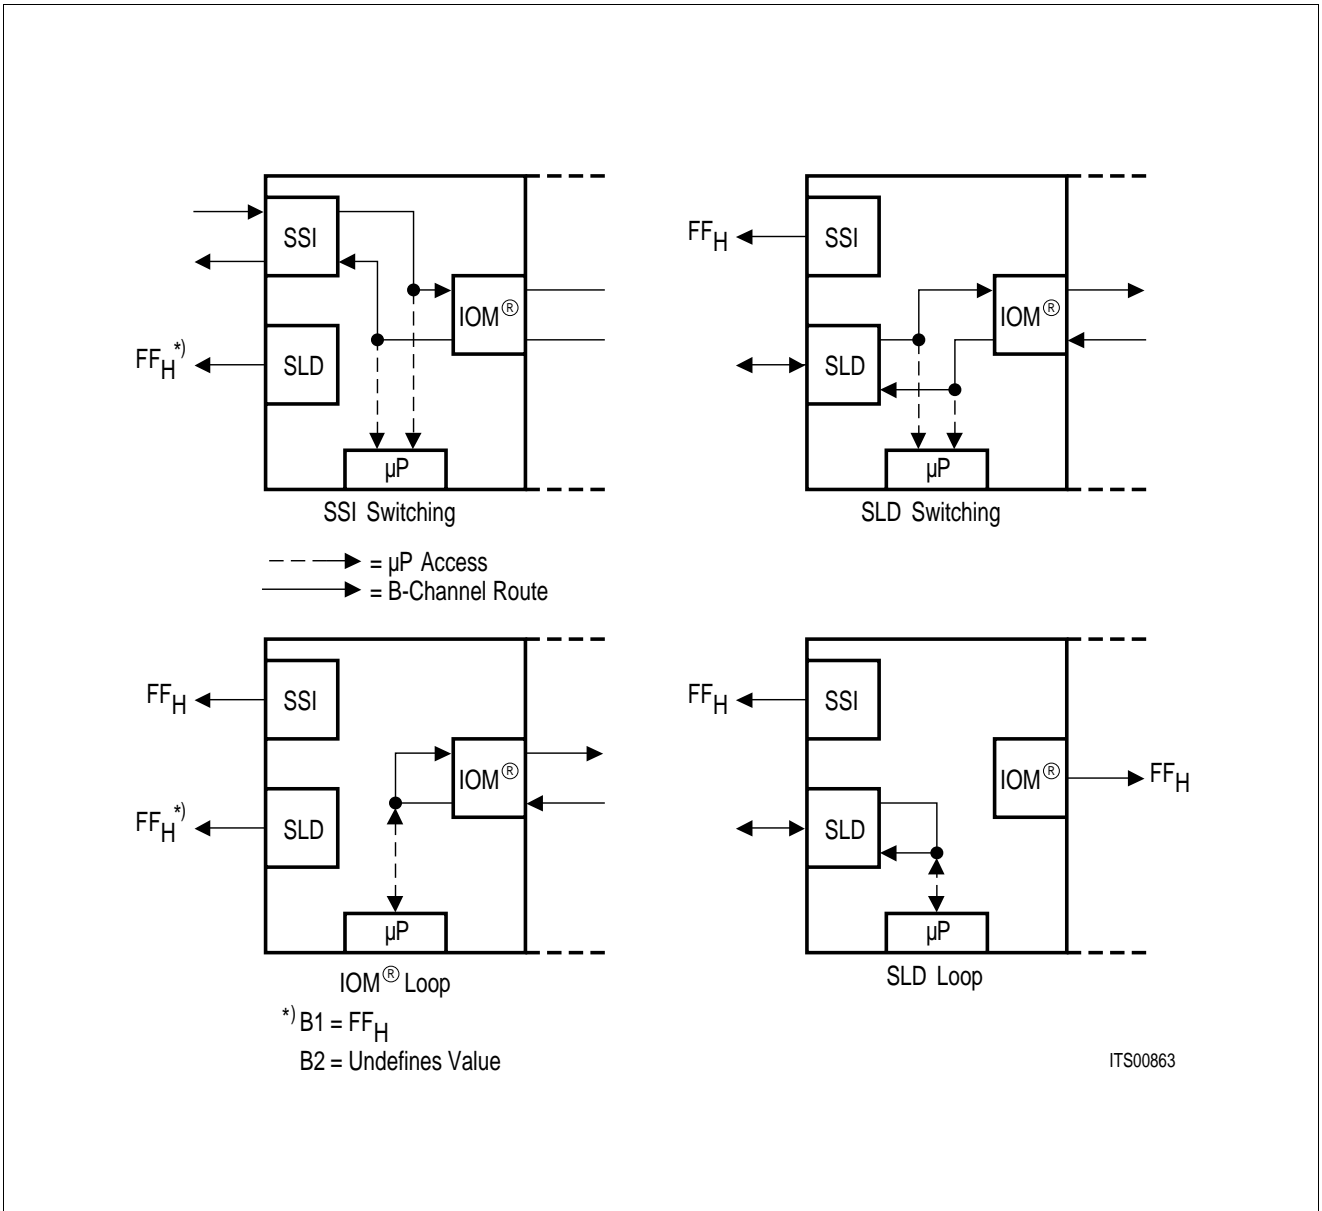 SSI
IOM®
FFH*)
SLD
µP
SSI Switching
FFH
SSI
IOM®
SLD
µP
SLD Switching
= µP Access
= B-Channel Route
FFH
SSI
IOM®
FFH*)
SLD
µP
IOM® Loop
FFH
SSI
IOM®
FFH
SLD
µP
SLD Loop
*) B1 = FFH
B2 = Undefines Value
ITS00863